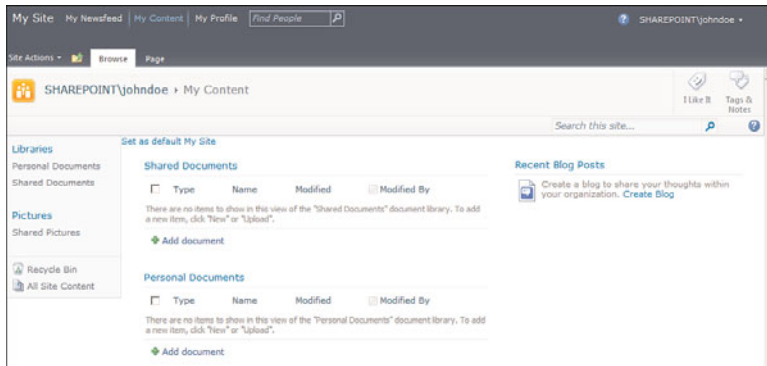 My Site My Newsfeed My Content My Profile Find People
SHAREPOINT\johndoe
Site Actions Browse Page
SHAREPOINT\johndoe My Content
I Like It Tags & Notes
Search this site...
Libraries
Personal Documents
Shared Documents
Pictures
Shared Pictures
Recycle Bin
All Site Content
Set as default My Site
Shared Documents
Type Name Modified Modified By
There are no items to show in this view of the "Shared Documents" document library. To add
a new item, click "New" or "Upload".
Add document
Personal Documents
Type Name Modified Modified By
There are no items to show in this view of the "Personal Documents" document library. To add
a new item, click "New" or "Upload".
Add document
Recent Blog Posts
Create a blog to share your thoughts within
your organization. Create Blog